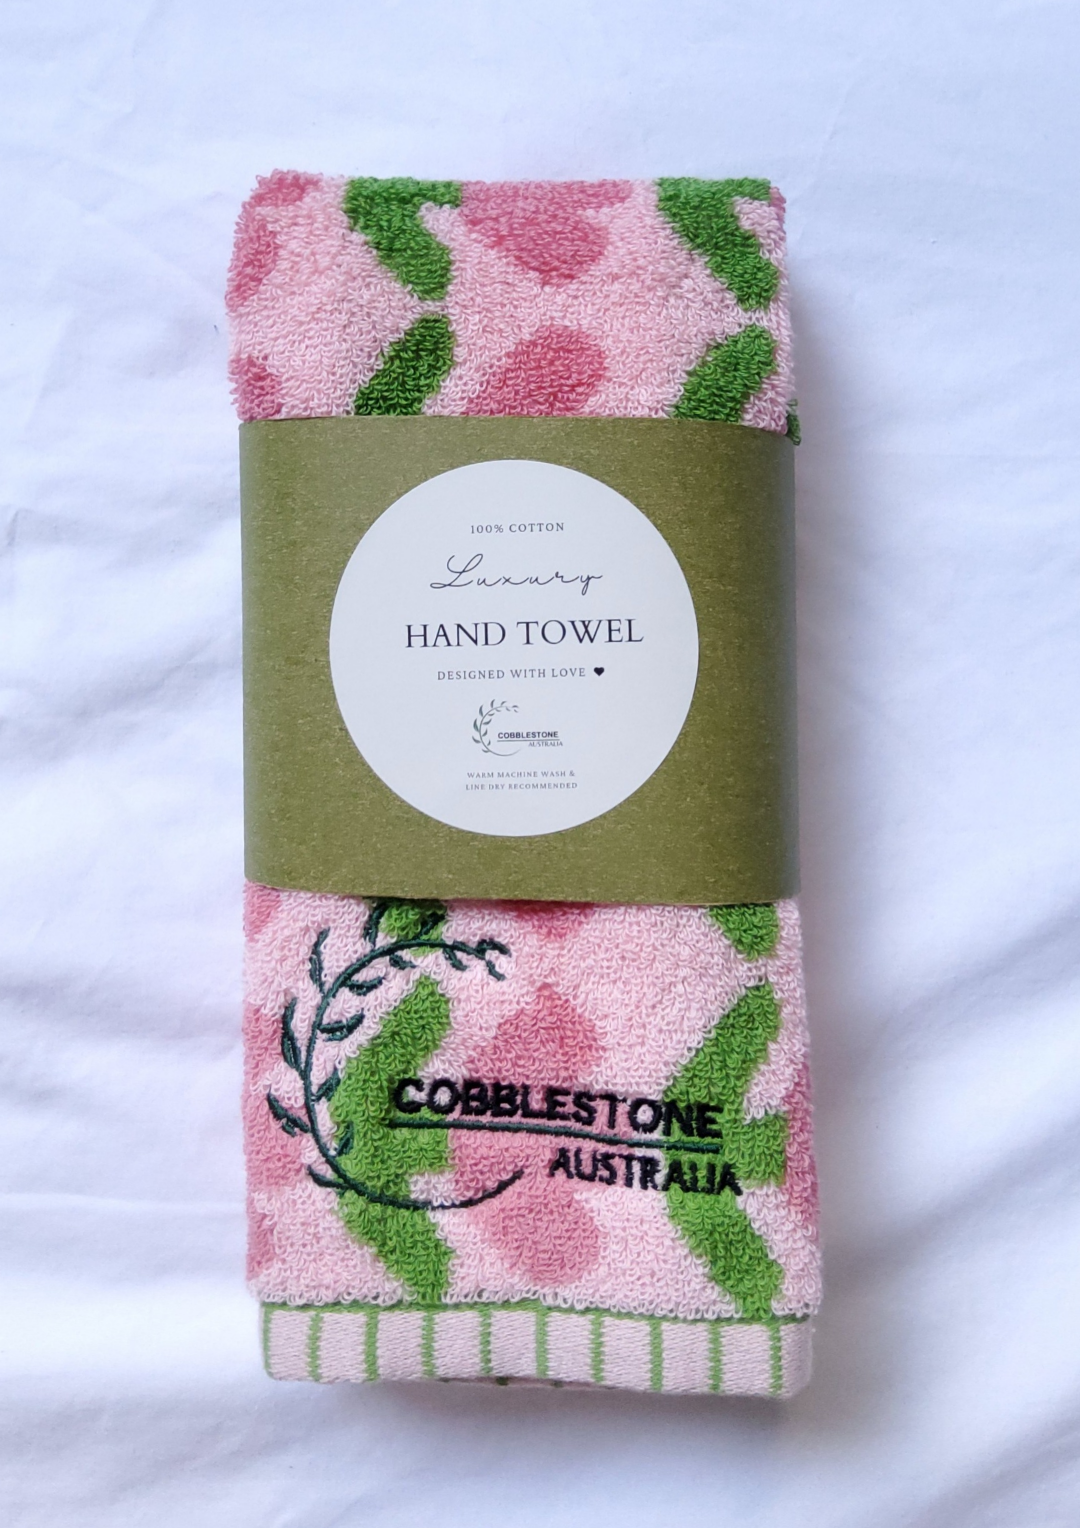 100% COTTON
Luxury
HAND TOWEL
DESIGNED WITH LOVE ♥
COBBLESTONE
AUSTRALIA
WARM MACHINE WASH &
LINE DRY RECOMMENDED
COBBLESTONE
AUSTRALIA